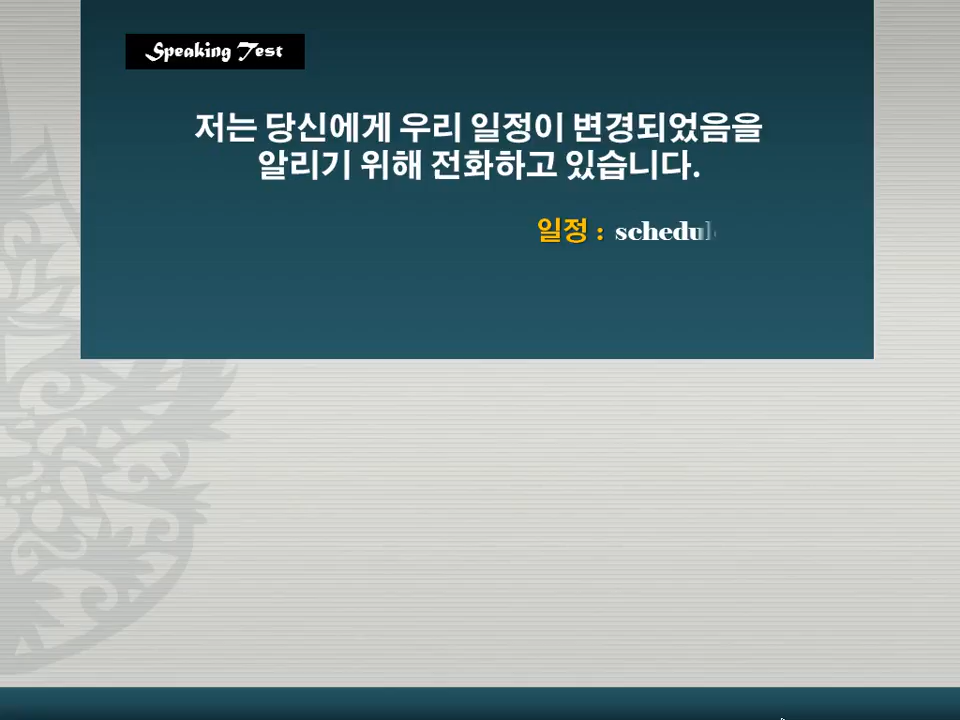 Speaking Test
저는 당신에게 우리 일정이 변경되었음을
알리기 위해 전화하고 있습니다.
일정 : schedule